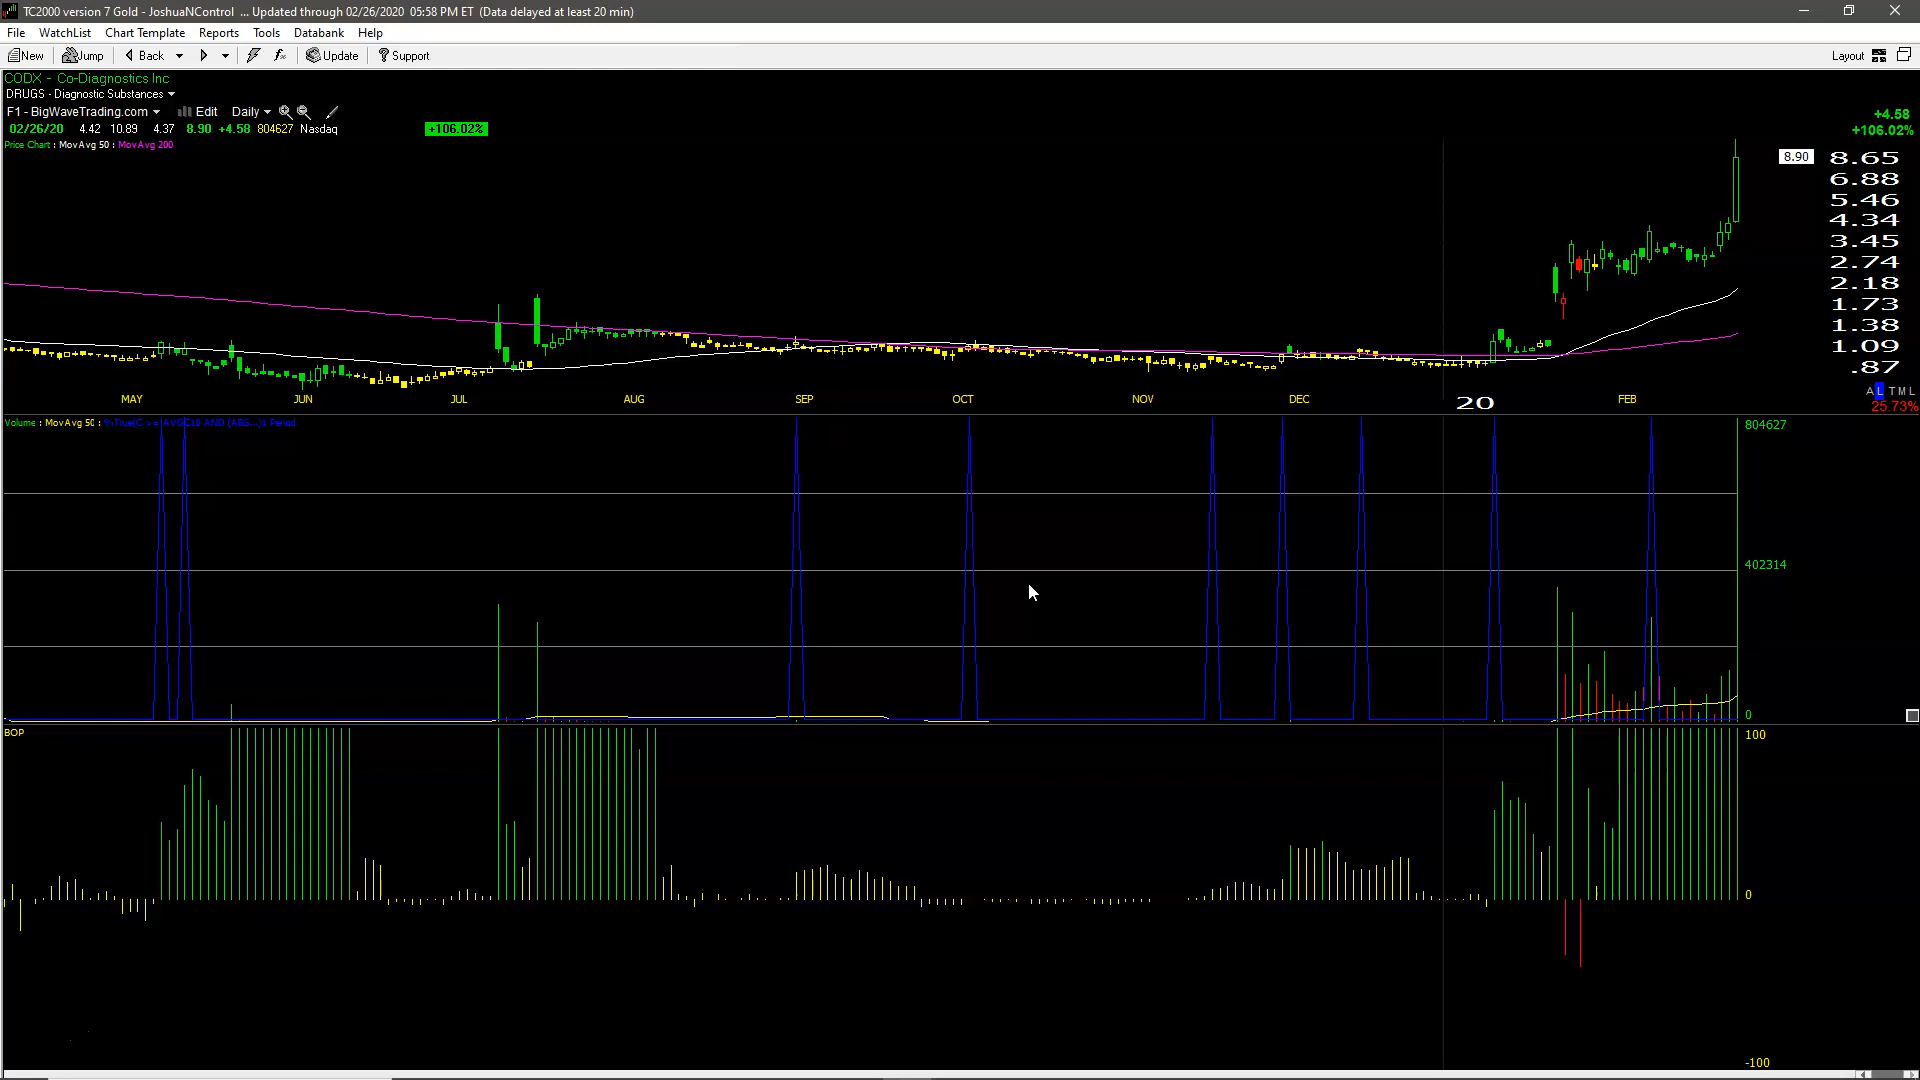 TC2000 version 7 Gold - JoshuaNControl ... Updated through 02/26/2020 05:58 PM ET (Data delayed at least 20 min)
File WatchList Chart Template Reports Tools Databank Help
New Jump Back Update Support Layout
CODX - Co-Diagnostics Inc
DRUGS - Diagnostic Substances
F1 - BigWaveTrading.com Edit Daily
+4.58
02/26/20 4.42 10.89 4.37 8.90 +4.58 804627 Nasdaq +106.02%
+106.02%
Price Chart : MovAvg 50 : MovAvg 200
8.90 8.65
6.88
5.46
4.34
3.45
2.74
2.18
1.73
1.38
1.09
.87
A L T M L
MAY JUN JUL AUG SEP OCT NOV DEC 20 FEB
25.73%
Volume : MovAvg 50 :
804627
402314
0
BOP
100
0
-100